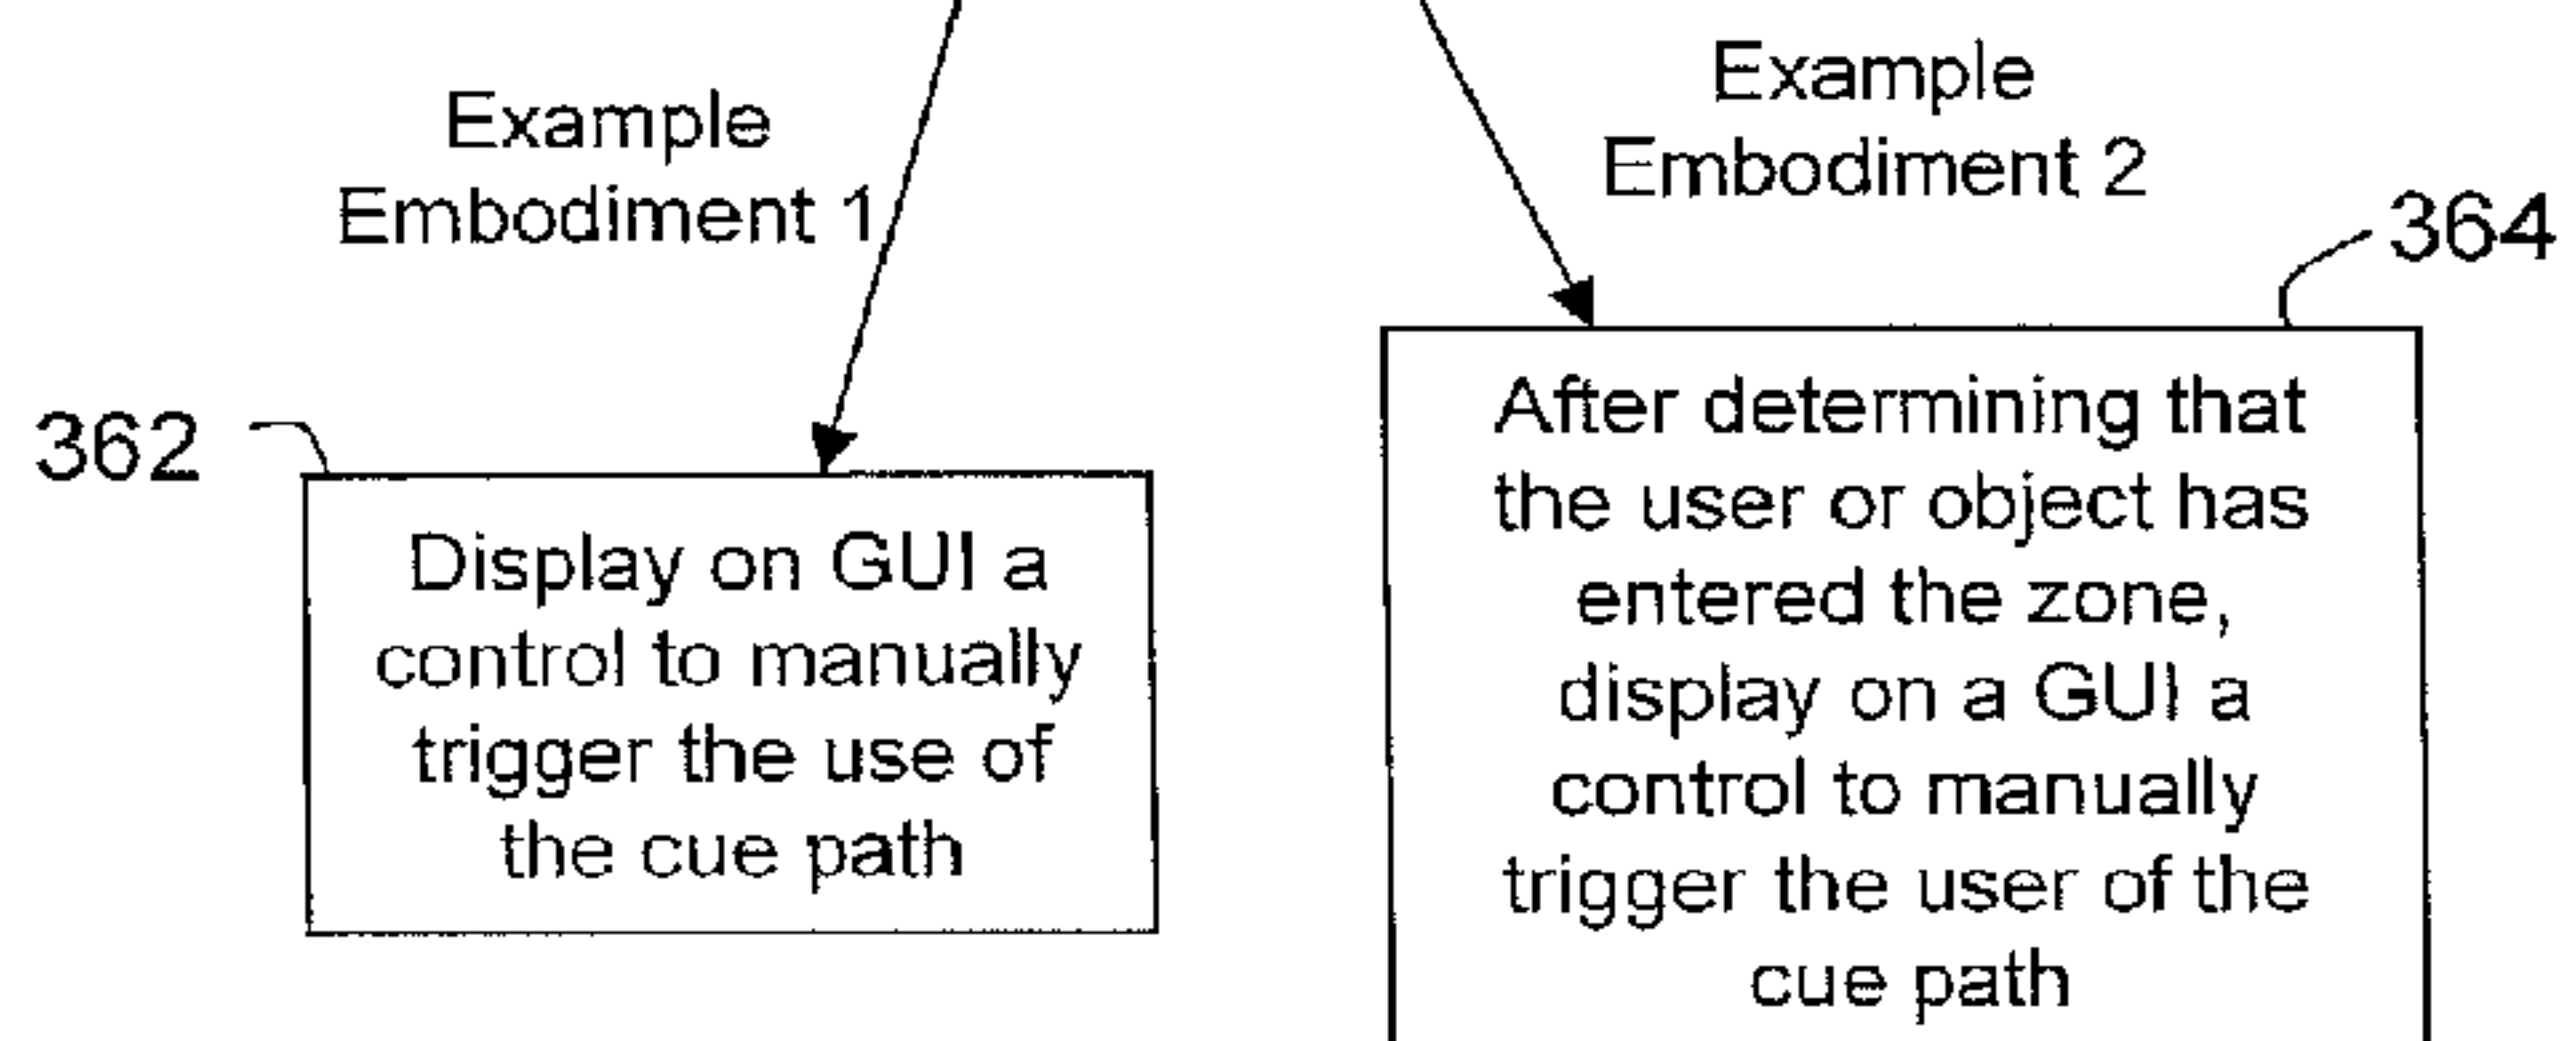 Example
Embodiment 1
362
Display on GUI a
control to manually
trigger the use of
the cue path
Example
Embodiment 2
364
After determining that
the user or object has
entered the zone,
display on a GUI a
control to manually
trigger the user of the
cue path